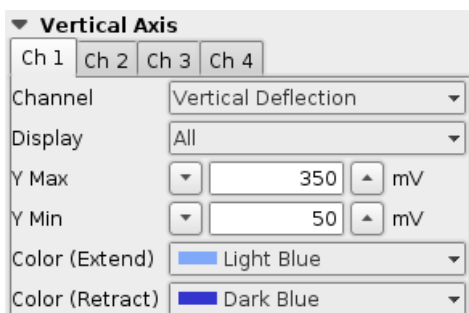 Vertical Axis
Ch 1 Ch 2 Ch 3 Ch 4
Channel Vertical Deflection
Display All
Y Max 350 mV
Y Min 50 mV
Color (Extend) Light Blue
Color (Retract) Dark Blue